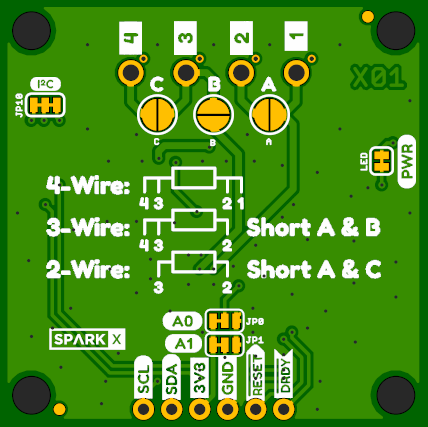 4 3 2 1
X01
I²C
JP10
C B A
C B A
LED
PWR
4-Wire:
4 3 2 1
3-Wire: Short A & B
4 3 2
2-Wire: Short A & C
3 2
A0 JP0
A1 JP1
SPARK X
SCL SDA 3V3 GND RESET DRDY